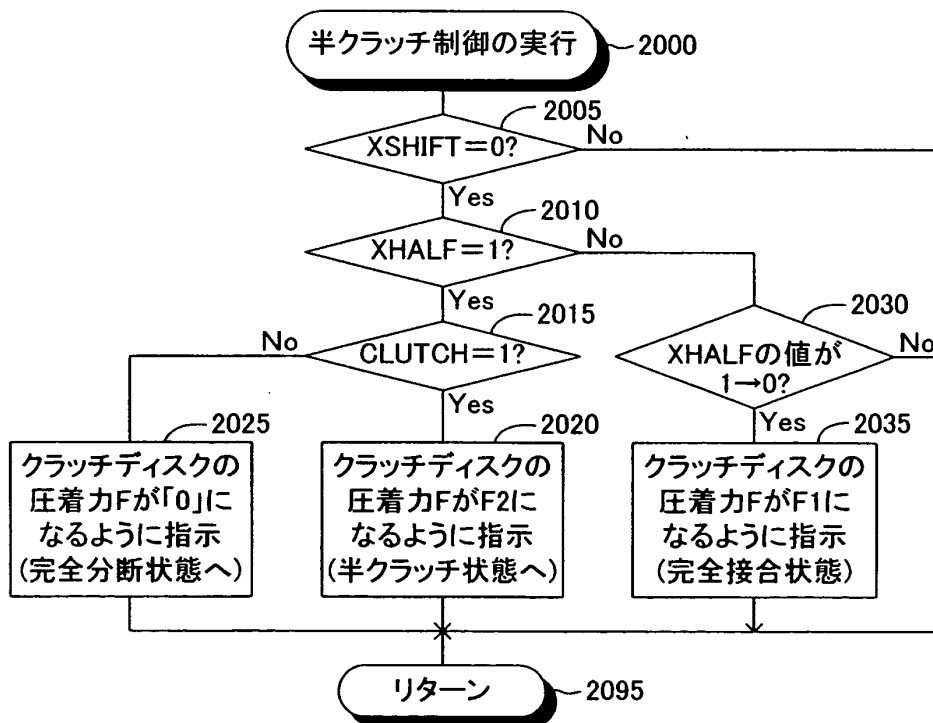 半クラッチ制御の実行
2000
2005
XSHIFT=0?
No
Yes
2010
XHALF=1?
No
Yes
2015
CLUTCH=1?
No
Yes
2030
XHALFの値が
1→0?
No
Yes
2025
クラッチディスクの
圧着力Fが「0」に
なるように指示
(完全分断状態へ)
2020
クラッチディスクの
圧着力FがF2に
なるように指示
(半クラッチ状態へ)
2035
クラッチディスクの
圧着力FがF1に
なるように指示
(完全接合状態)
リターン
2095